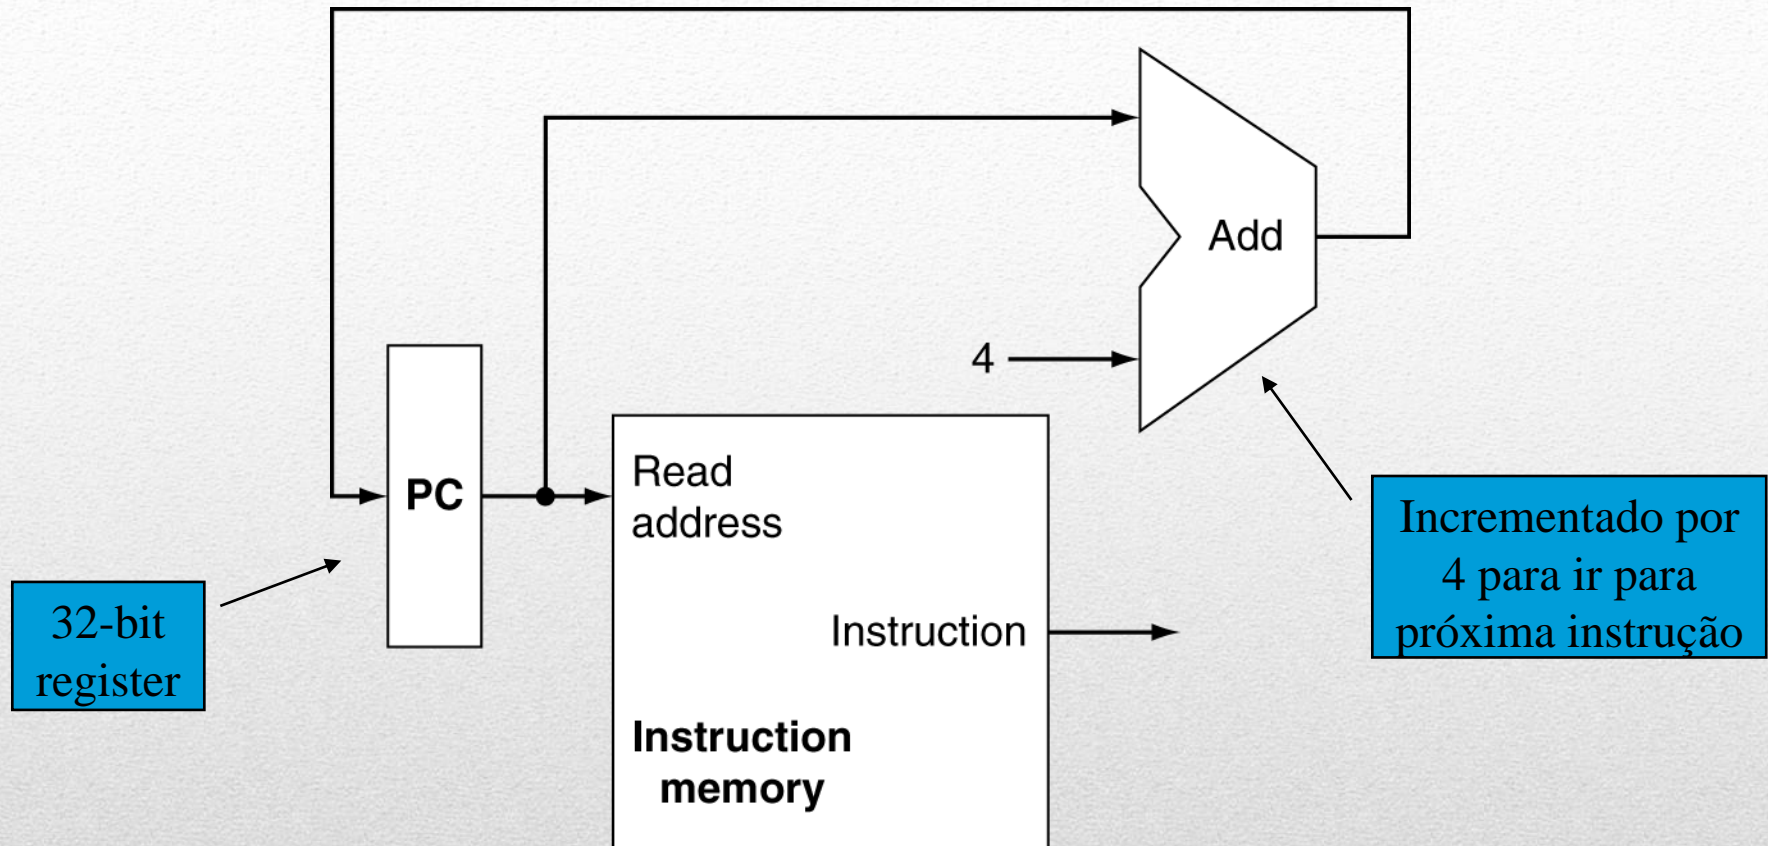 Add
4
PC
Read
address
Instruction
Instruction
memory
32-bit
register
Incrementado por
4 para ir para
próxima instrução